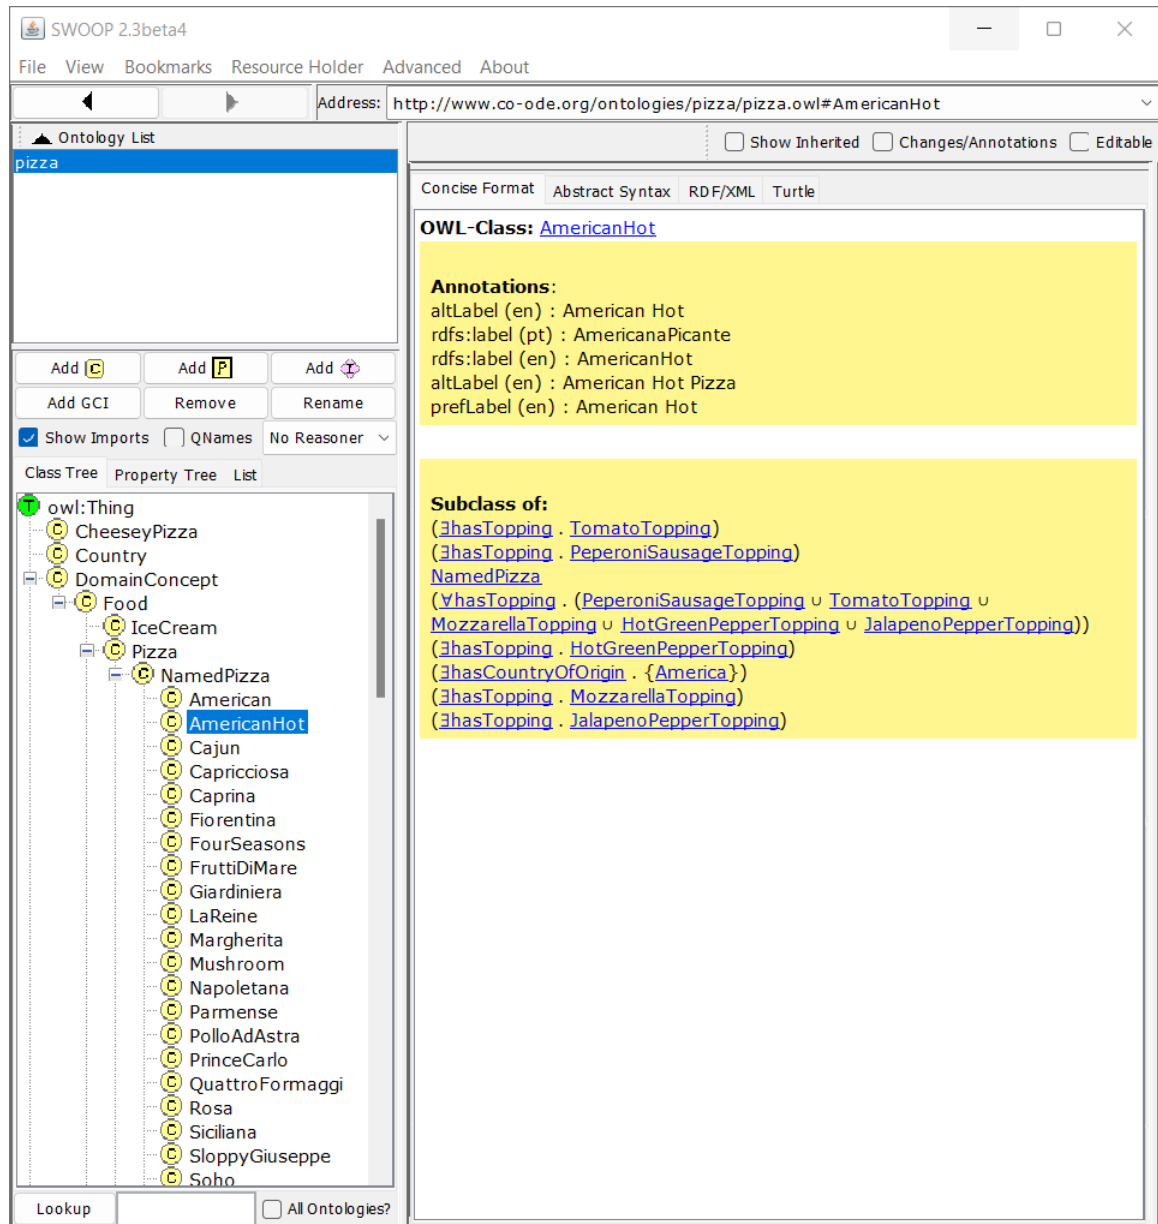 SWOOP 2.3beta4
File View Bookmarks Resource Holder Advanced About
Address: http://www.co-ode.org/ontologies/pizza/pizza.owl#AmericanHot
Ontology List
pizza
Show Inherited Changes/Annotations Editable
Add C Add P Add I
Add GCI Remove Rename
Show Imports QNames No Reasoner
Class Tree Property Tree List
T owl:Thing
C CheeseyPizza
C Country
C DomainConcept
C Food
C IceCream
C Pizza
C NamedPizza
C American
C AmericanHot
C Cajun
C Capricciosa
C Caprina
C Fiorentina
C FourSeasons
C FruttiDiMare
C Giardiniera
C LaReine
C Margherita
C Mushroom
C Napoletana
C Parmense
C PolloAdAstra
C PrinceCarlo
C QuattroFormaggi
C Rosa
C Siciliana
C SloppyGiuseppe
C Soho
Lookup All Ontologies?
Concise Format Abstract Syntax RDF/XML Turtle
OWL-Class: AmericanHot
Annotations:
altLabel (en) : American Hot
rdfs:label (pt) : AmericanaPicante
rdfs:label (en) : AmericanHot
altLabel (en) : American Hot Pizza
prefLabel (en) : American Hot
Subclass of:
(∃hasTopping . TomatoTopping)
(∃hasTopping . PeperoniSausageTopping)
NamedPizza
(∀hasTopping . (PeperoniSausageTopping ∪ TomatoTopping ∪
MozzarellaTopping ∪ HotGreenPepperTopping ∪ JalapenoPepperTopping))
(∃hasTopping . HotGreenPepperTopping)
(∃hasCountryOfOrigin . {America})
(∃hasTopping . MozzarellaTopping)
(∃hasTopping . JalapenoPepperTopping)